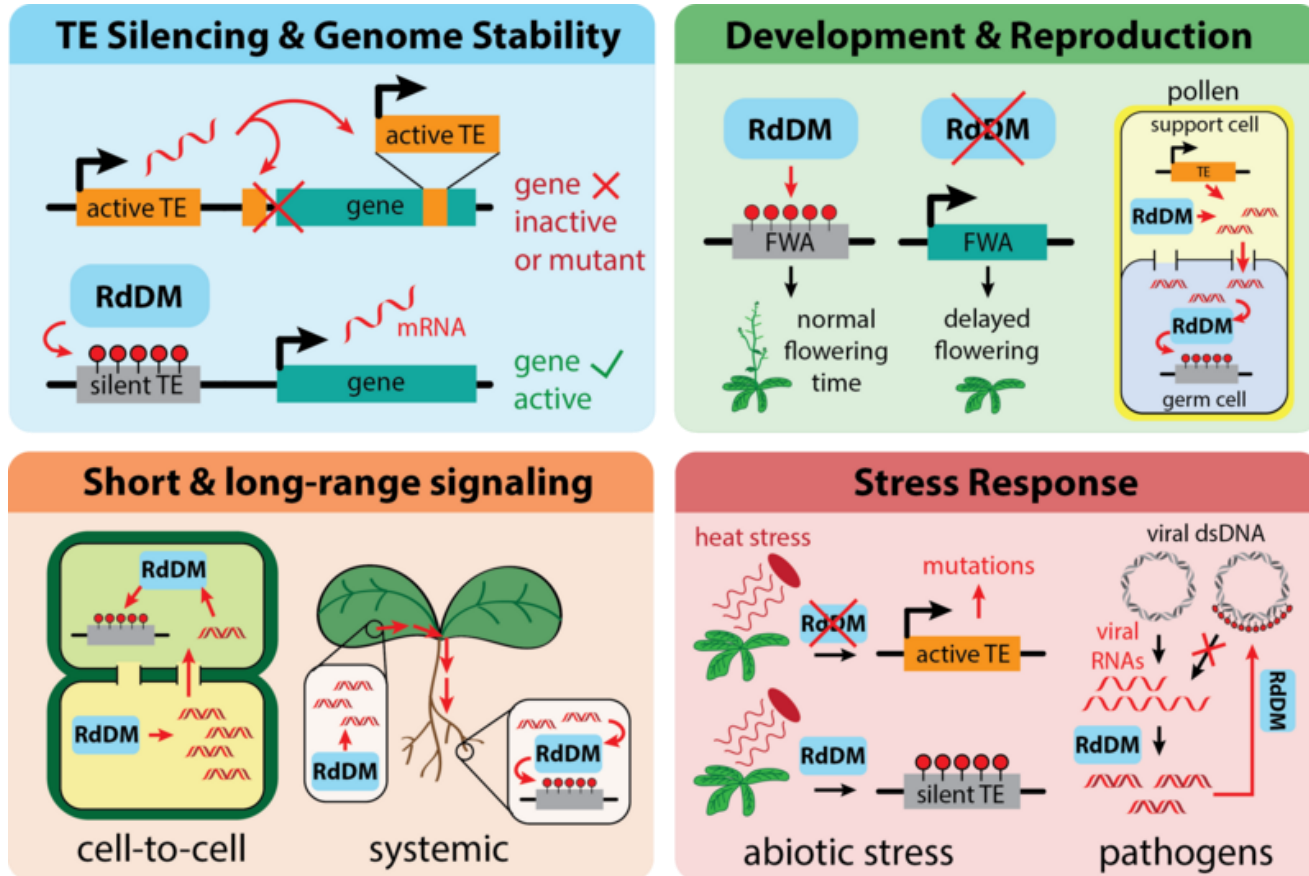 TE Silencing & Genome Stability
active TE
active TE
gene
gene
inactive
or mutant
RdDM
mRNA
silent TE
gene
gene
active
Development & Reproduction
RdDM
RdDM
FWA
FWA
normal
flowering
time
delayed
flowering
pollen
support cell
TE
RdDM
RdDM
germ cell
Short & long-range signaling
RdDM
RdDM
cell-to-cell
RdDM
RdDM
systemic
Stress Response
heat stress
RdDM
mutations
active TE
RdDM
silent TE
abiotic stress
viral dsDNA
viral
RNAs
RdDM
RdDM
pathogens